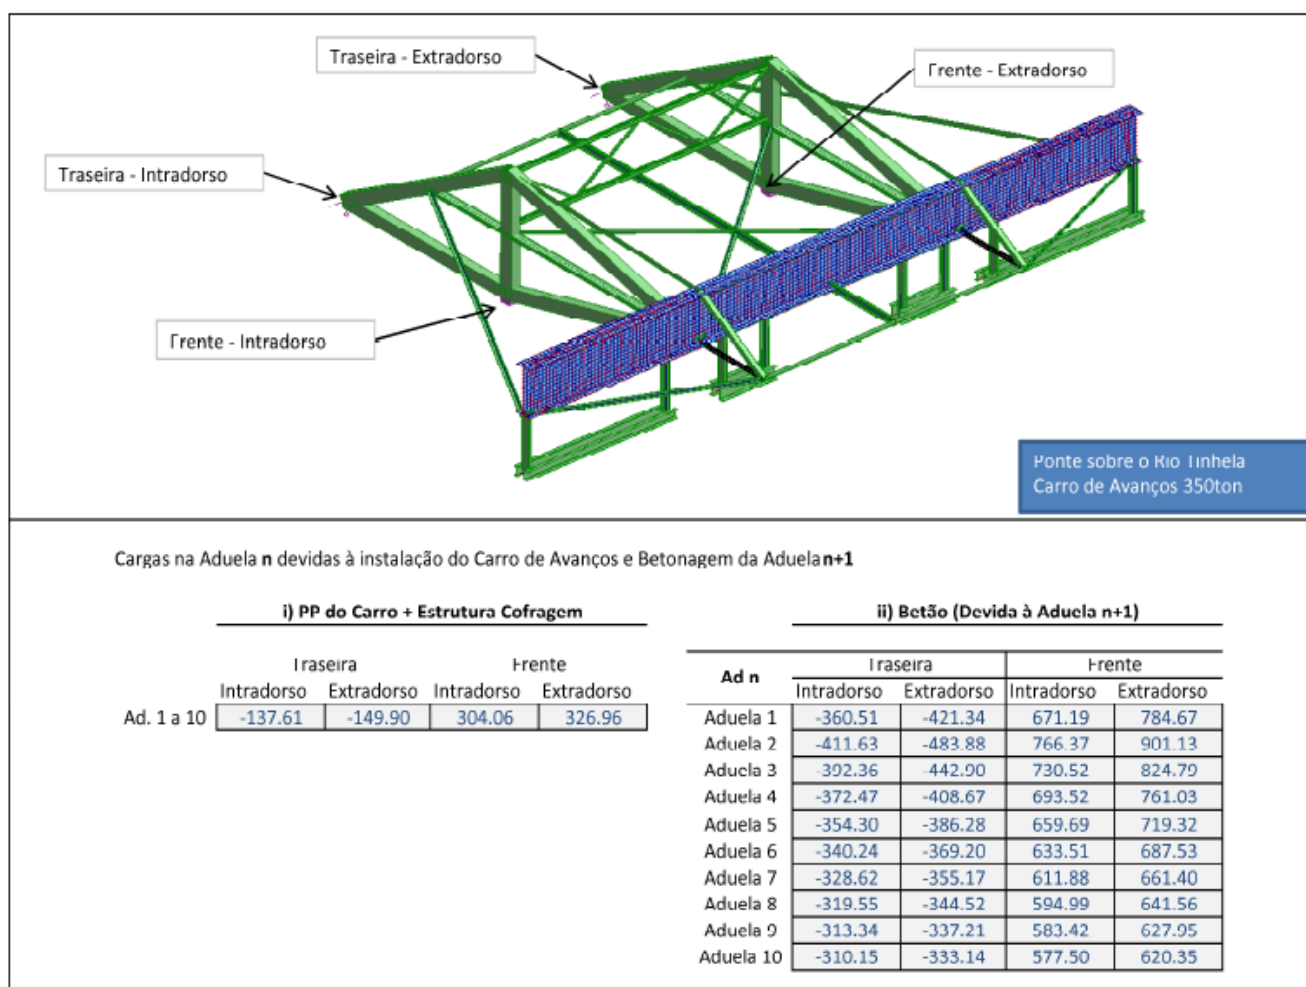 Traseira - Extradorso
Frente - Extradorso
Traseira - Intradorso
Frente - Intradorso
Ponte sobre o Rio Tinhela
Carro de Avanços 350ton
Cargas na Aduela n devidas à instalação do Carro de Avanços e Betonagem da Aduela n+1
i) PP do Carro + Estrutura Cofragem
Traseira Frente
Intradorso Extradorso Intradorso Extradorso
Ad. 1 a 10 -137.61 -149.90 304.06 326.96
ii) Betão (Devida à Aduela n+1)
Ad n Traseira Frente
Intradorso Extradorso Intradorso Extradorso
Aduela 1 -360.51 -421.34 671.19 784.67
Aduela 2 -411.63 -483.88 766.37 901.13
Aduela 3 -392.36 -442.90 730.52 824.79
Aduela 4 -372.47 -408.67 693.52 761.03
Aduela 5 -354.30 -386.28 659.69 719.32
Aduela 6 -340.24 -369.20 633.51 687.53
Aduela 7 -328.62 -355.17 611.88 661.40
Aduela 8 -319.55 -344.52 594.99 641.56
Aduela 9 -313.34 -337.21 583.42 627.95
Aduela 10 -310.15 -333.14 577.50 620.35